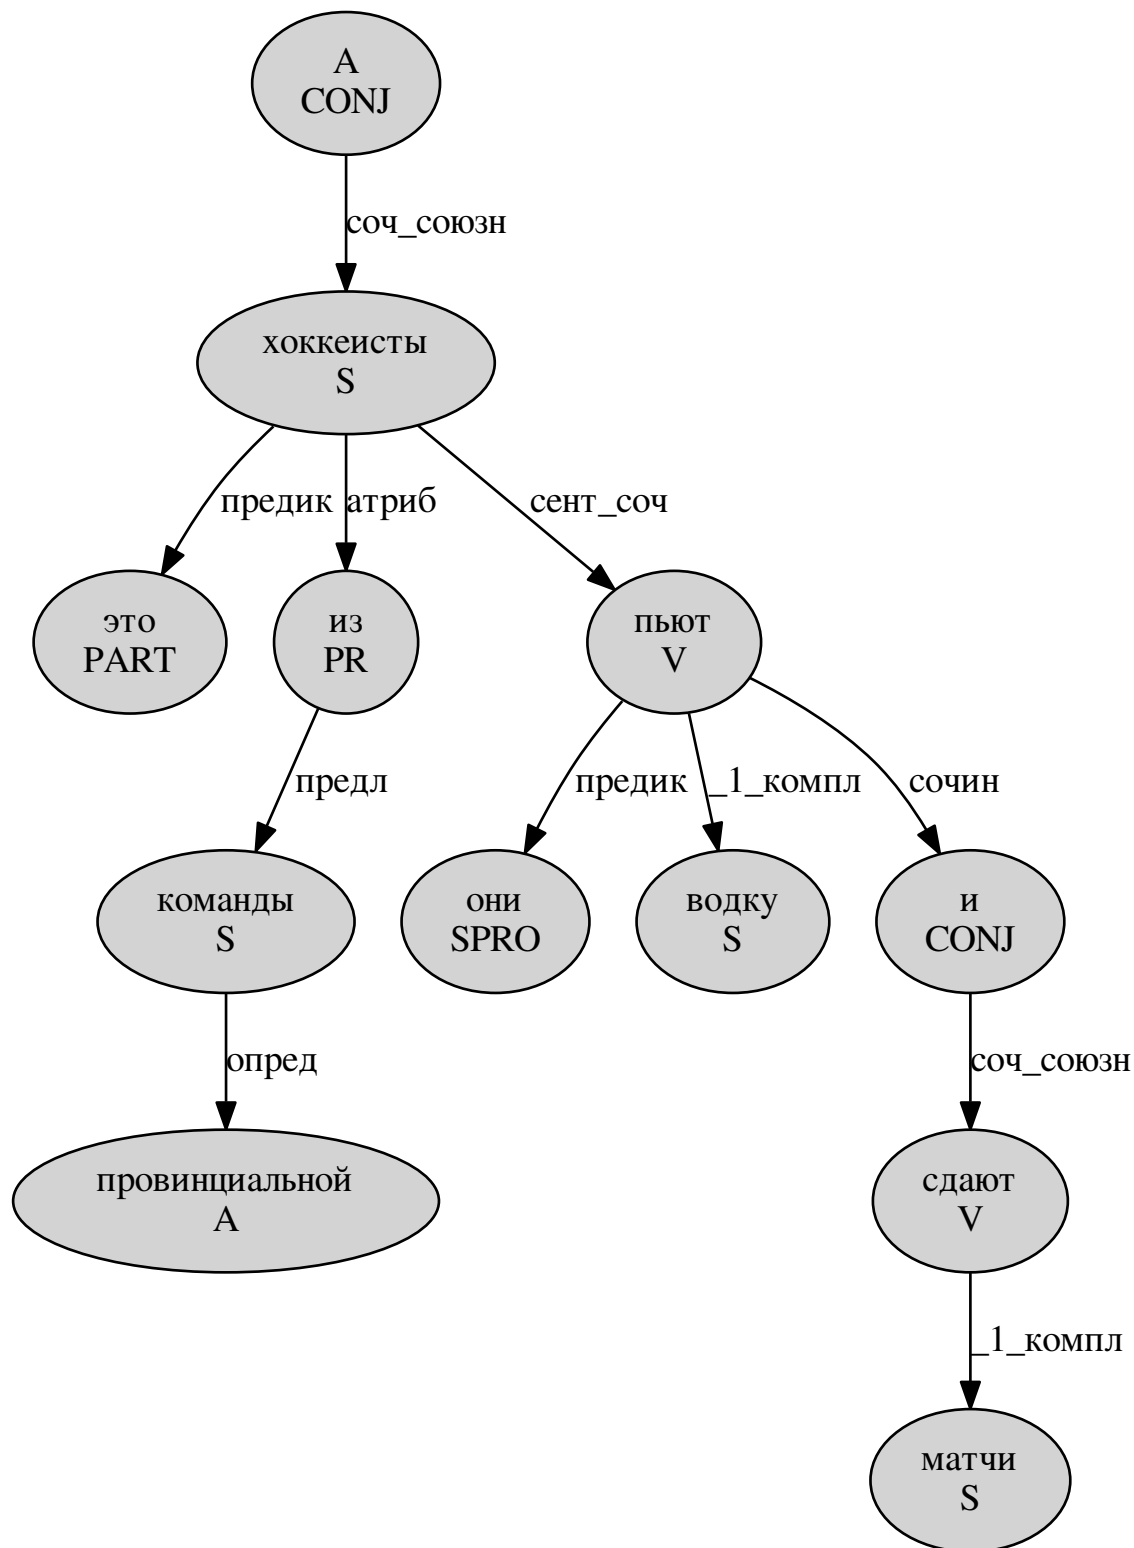 А
CONJ
соч_союзн
хоккеисты
S
предик
атриб
сент_соч
это
PART
из
PR
пьют
V
предл
предик
_1_компл
сочин
команды
S
они
SPRO
водку
S
и
CONJ
опред
соч_союзн
провинциальной
A
сдают
V
_1_компл
матчи
S